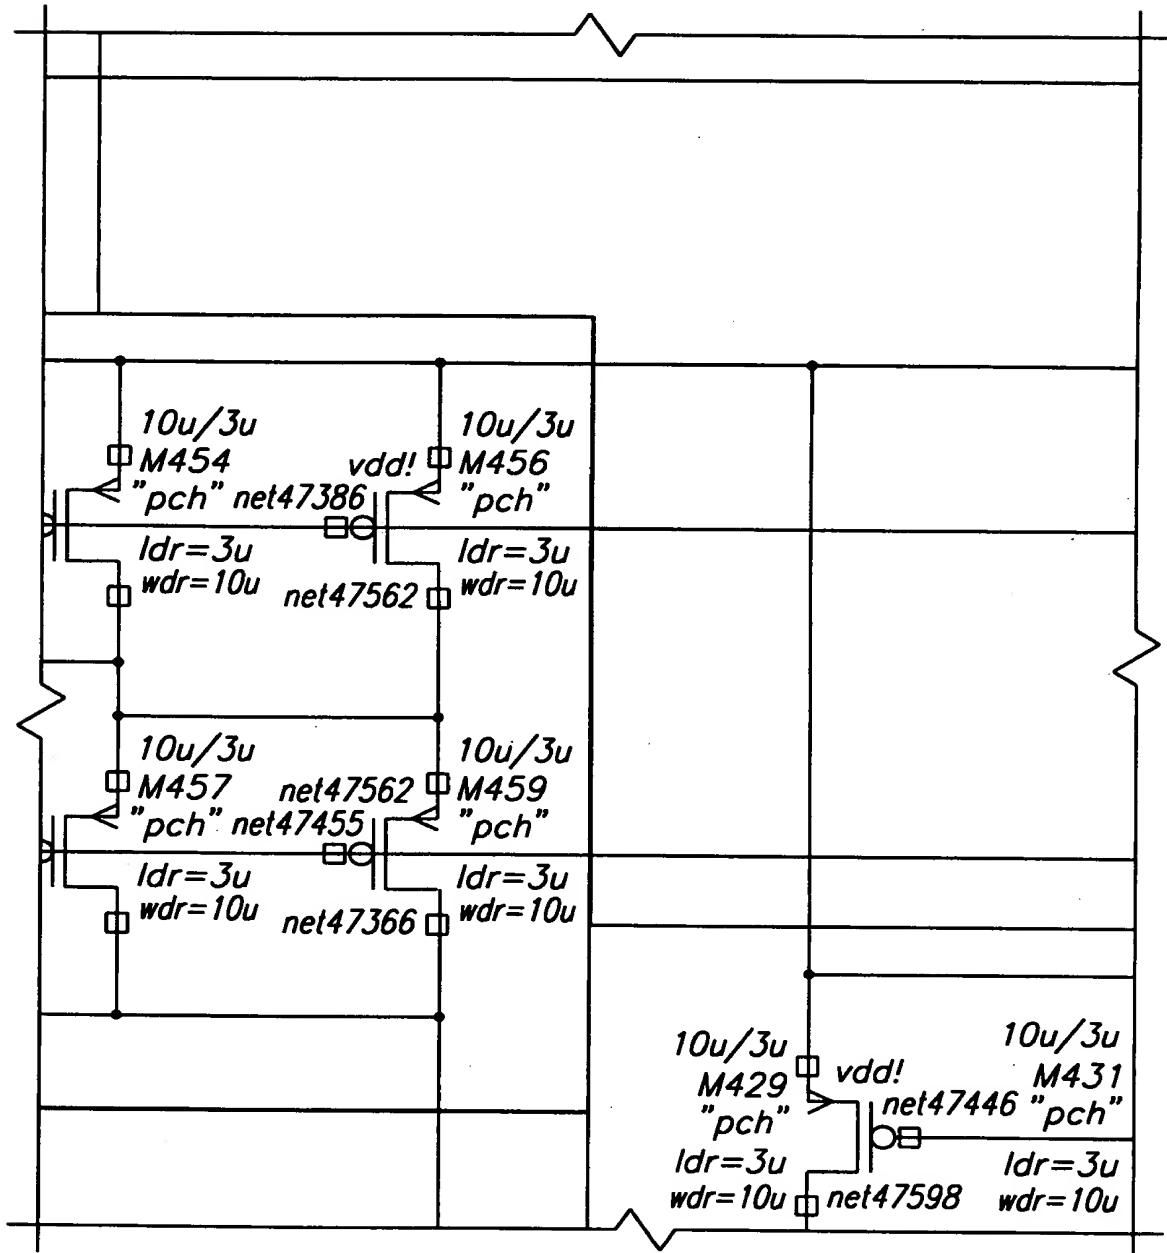 10u/3u
M454
"pch"
ldr=3u
wdr=10u
10u/3u
vdd! M456
net47386 "pch"
ldr=3u
net47562 wdr=10u
10u/3u
M457
"pch"
ldr=3u
wdr=10u
10u/3u
net47562 M459
net47455 "pch"
ldr=3u
net47366 wdr=10u
10u/3u
M429 vdd!
"pch" net47446
ldr=3u
wdr=10u net47598
10u/3u
M431
"pch"
ldr=3u
wdr=10u